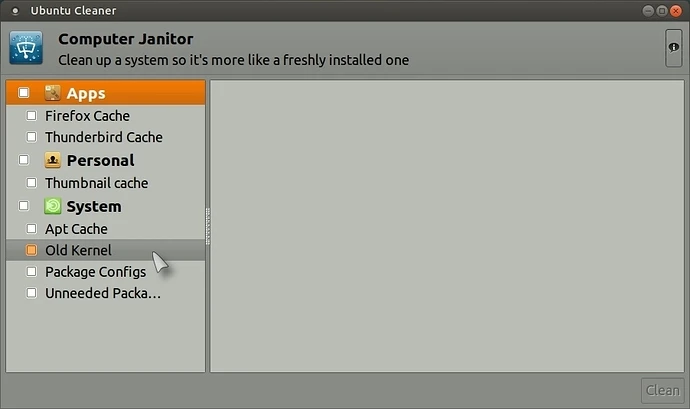 Ubuntu Cleaner
Computer Janitor
Clean up a system so it's more like a freshly installed one
Apps
Firefox Cache
Thunderbird Cache
Personal
Thumbnail cache
System
Apt Cache
Old Kernel
Package Configs
Unneeded Packa...
Clean